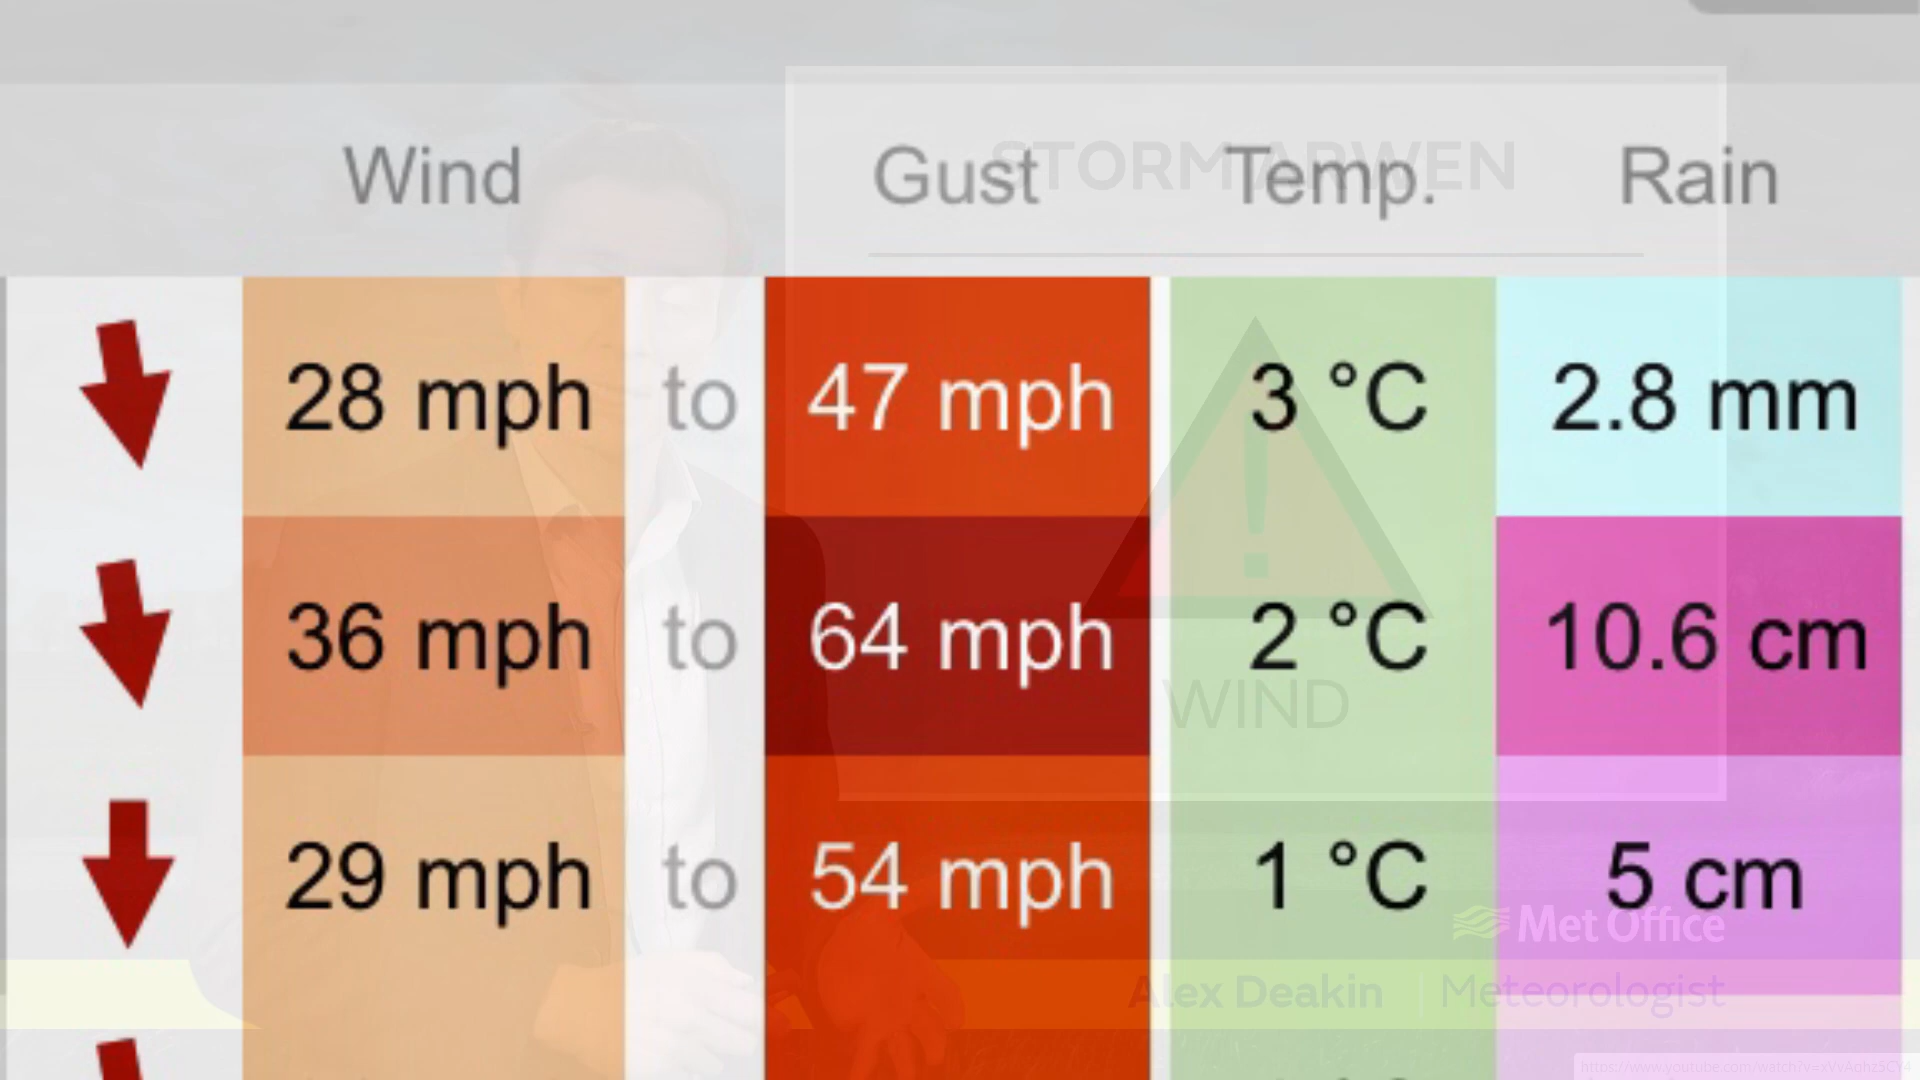 STORM ARWEN
Wind Gust Temp. Rain
28 mph to 47 mph 3 °C 2.8 mm
36 mph to 64 mph 2 °C 10.6 cm
WIND
29 mph to 54 mph 1 °C 5 cm
Met Office
Alex Deakin | Meteorologist